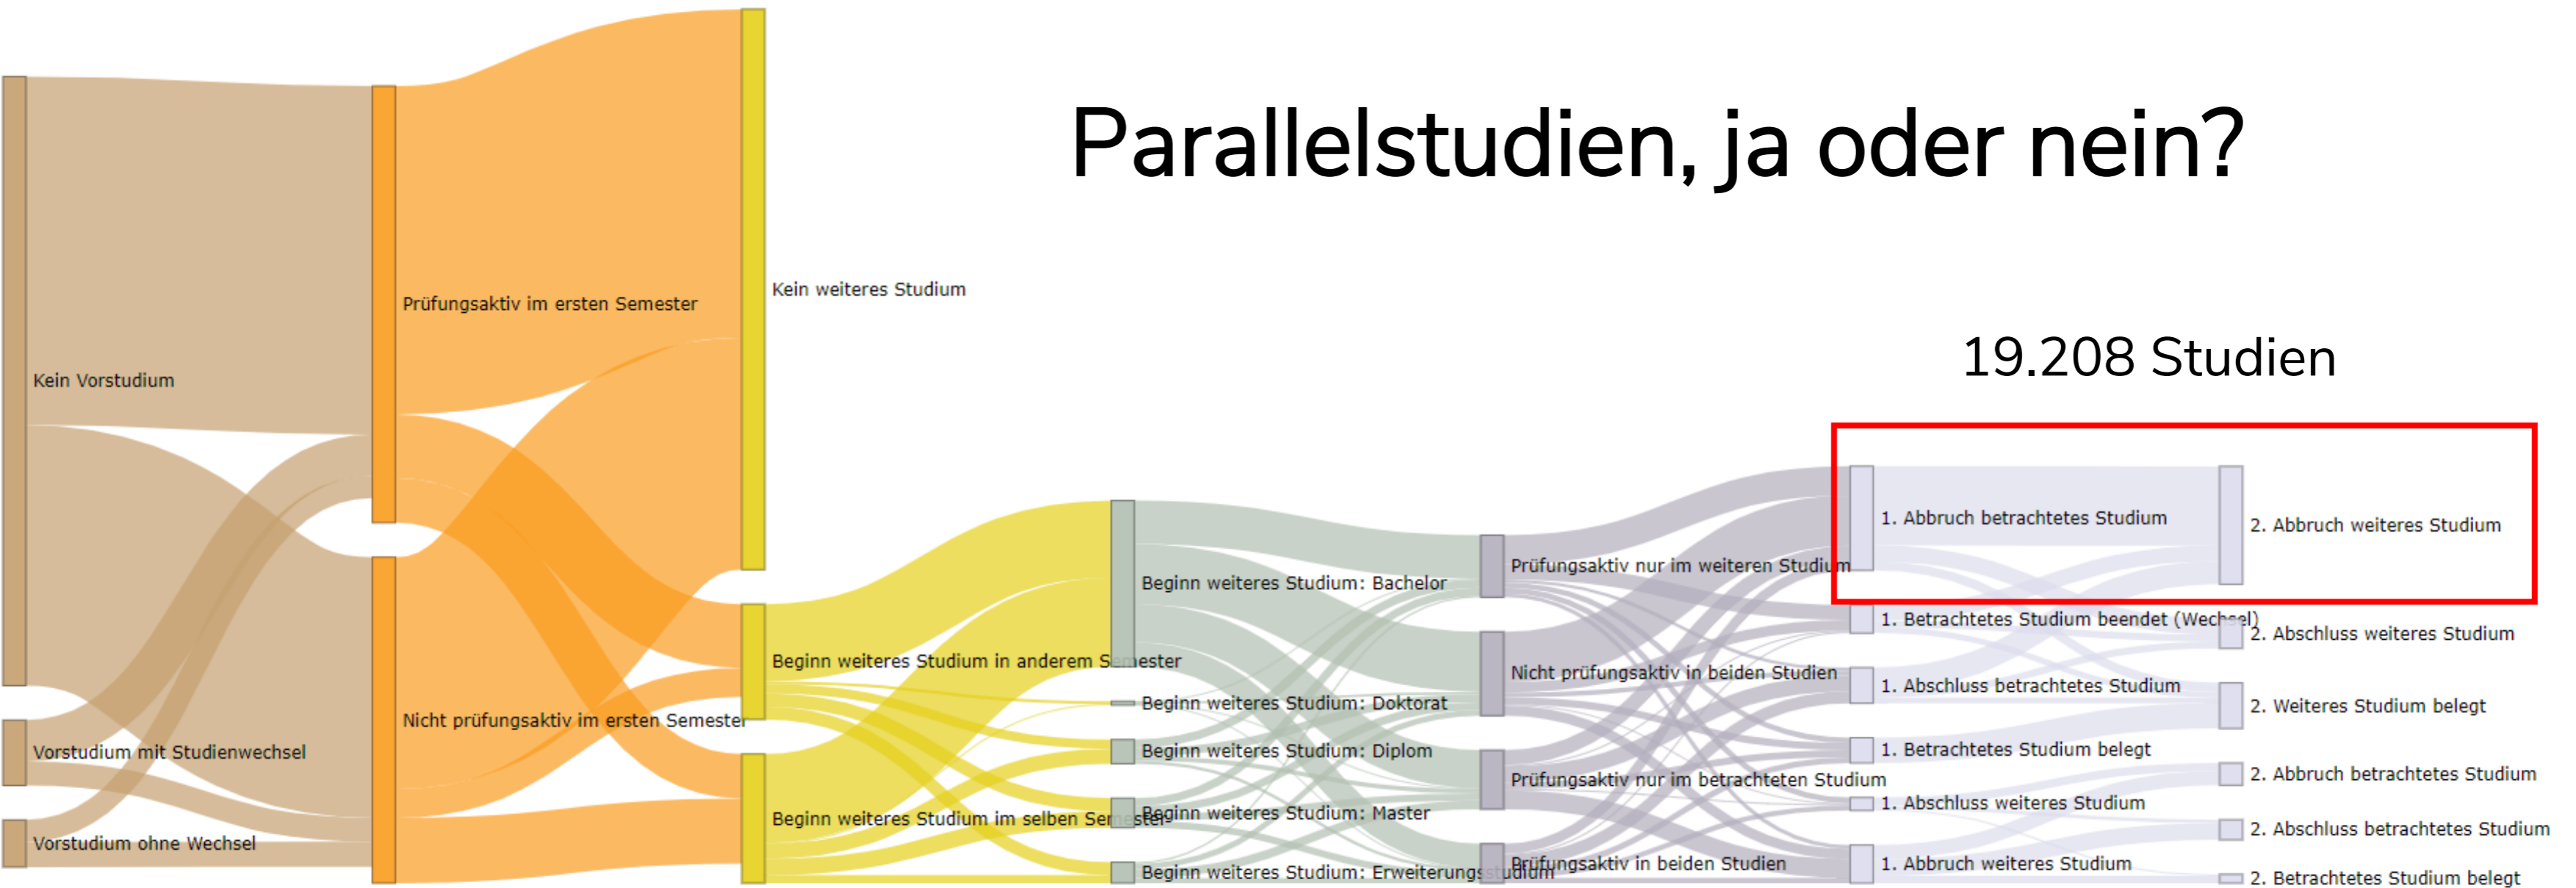 Parallelstudien, ja oder nein?
19.208 Studien
Kein Vorstudium
Vorstudium mit Studienwechsel
Vorstudium ohne Wechsel
Prüfungsaktiv im ersten Semester
Nicht prüfungsaktiv im ersten Semester
Kein weiteres Studium
Beginn weiteres Studium in anderem Semester
Beginn weiteres Studium im selben Semester
Beginn weiteres Studium: Bachelor
Beginn weiteres Studium: Doktorat
Beginn weiteres Studium: Diplom
Beginn weiteres Studium: Master
Beginn weiteres Studium: Erweiterungsstudium
Prüfungsaktiv nur im weiteren Studium
Nicht prüfungsaktiv in beiden Studien
Prüfungsaktiv nur im betrachteten Studium
Prüfungsaktiv in beiden Studien
1. Abbruch betrachtetes Studium
1. Betrachtetes Studium beendet (Wechsel)
1. Abschluss betrachtetes Studium
1. Betrachtetes Studium belegt
1. Abschluss weiteres Studium
1. Abbruch weiteres Studium
2. Abbruch weiteres Studium
2. Abschluss weiteres Studium
2. Weiteres Studium belegt
2. Abbruch betrachtetes Studium
2. Abschluss betrachtetes Studium
2. Betrachtetes Studium belegt